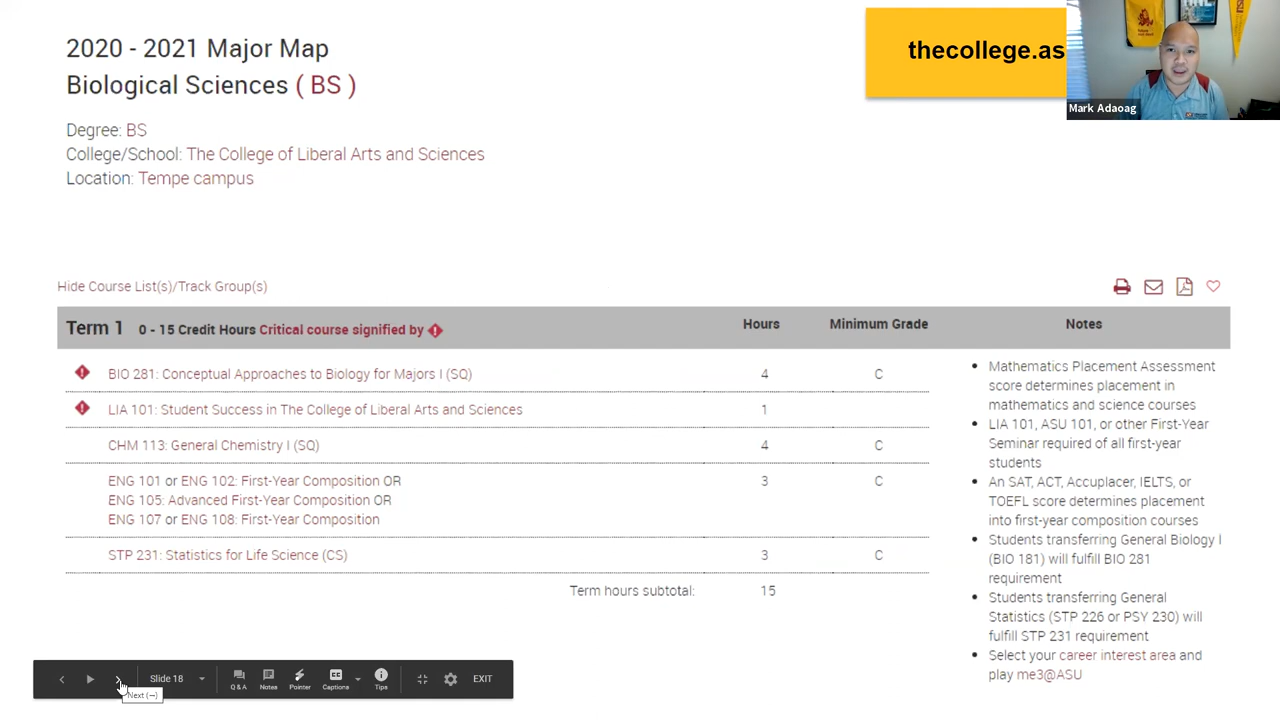 2020 - 2021 Major Map
Biological Sciences ( BS )
thecollege.as
Mark Adaoag
Degree: BS
College/School: The College of Liberal Arts and Sciences
Location: Tempe campus
Hide Course List(s)/Track Group(s)
Term 1 0 - 15 Credit Hours Critical course signified by
Hours
Minimum Grade
Notes
BIO 281: Conceptual Approaches to Biology for Majors I (SQ) 4 C
LIA 101: Student Success in The College of Liberal Arts and Sciences 1
CHM 113: General Chemistry I (SQ) 4 C
ENG 101 or ENG 102: First-Year Composition OR 3 C
ENG 105: Advanced First-Year Composition OR
ENG 107 or ENG 108: First-Year Composition
STP 231: Statistics for Life Science (CS) 3 C
Term hours subtotal: 15
Mathematics Placement Assessment
score determines placement in
mathematics and science courses
LIA 101, ASU 101, or other First-Year
Seminar required of all first-year
students
An SAT, ACT, Accuplacer, IELTS, or
TOEFL score determines placement
into first-year composition courses
Students transferring General Biology I
(BIO 181) will fulfill BIO 281
requirement
Students transferring General
Statistics (STP 226 or PSY 230) will
fulfill STP 231 requirement
Select your career interest area and
play me3@ASU
Slide 18
Q & A
Notes
Pointer
Captions
Tips
EXIT
Next (→)